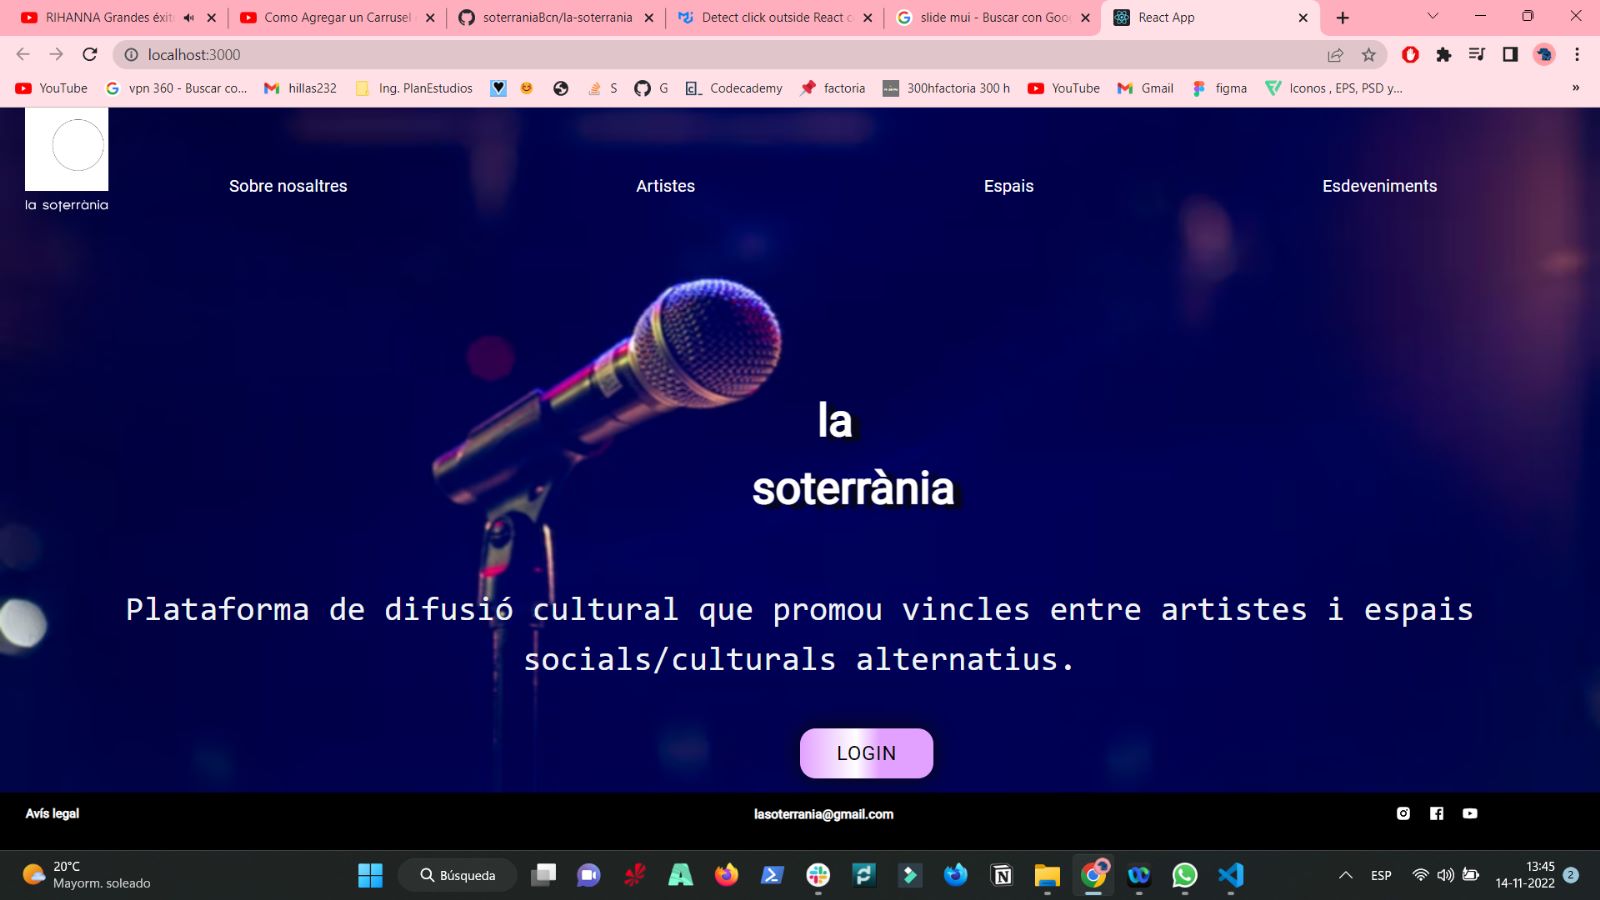 RIHANNA Grandes éxit
Como Agregar un Carrusel
soterraniaBcn/la-soterrania
Detect click outside React c
slide mui - Buscar con Goo
React App
localhost:3000
YouTube
vpn 360 - Buscar co...
hillas232
Ing. PlanEstudios
S
G
Codecademy
factoria
300hfactoria 300 h
YouTube
Gmail
figma
Iconos , EPS, PSD y...
»
la soterrània
Sobre nosaltres
Artistes
Espais
Esdeveniments
la
soterrània
Plataforma de difusió cultural que promou vincles entre artistes i espais
socials/culturals alternatius.
LOGIN
Avís legal
lasoterrania@gmail.com
20°C
Mayorm. soleado
Búsqueda
ESP
13:45
14-11-2022
2